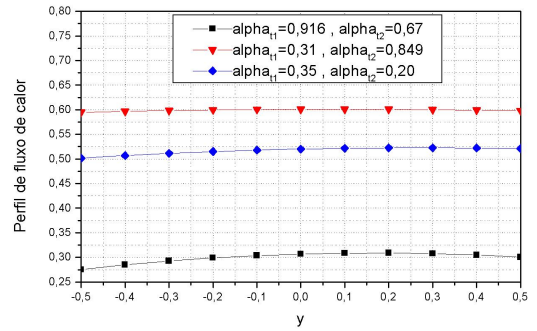 0,80
0,75
0,70
0,65
0,60
0,55
0,50
0,45
0,40
0,35
0,30
0,25
Perfil de fluxo de calor
alpha_t1=0,916 , alpha_t2=0,67
alpha_t1=0,31 , alpha_t2=0,849
alpha_t1=0,35 , alpha_t2=0,20
-0,5 -0,4 -0,3 -0,2 -0,1 0,0 0,1 0,2 0,3 0,4 0,5
y